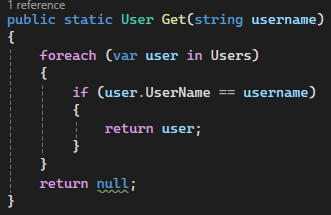 1 reference
public static User Get(string username)
{
    foreach (var user in Users)
    {
        if (user.UserName == username)
        {
            return user;
        }
    }
    return null;
}